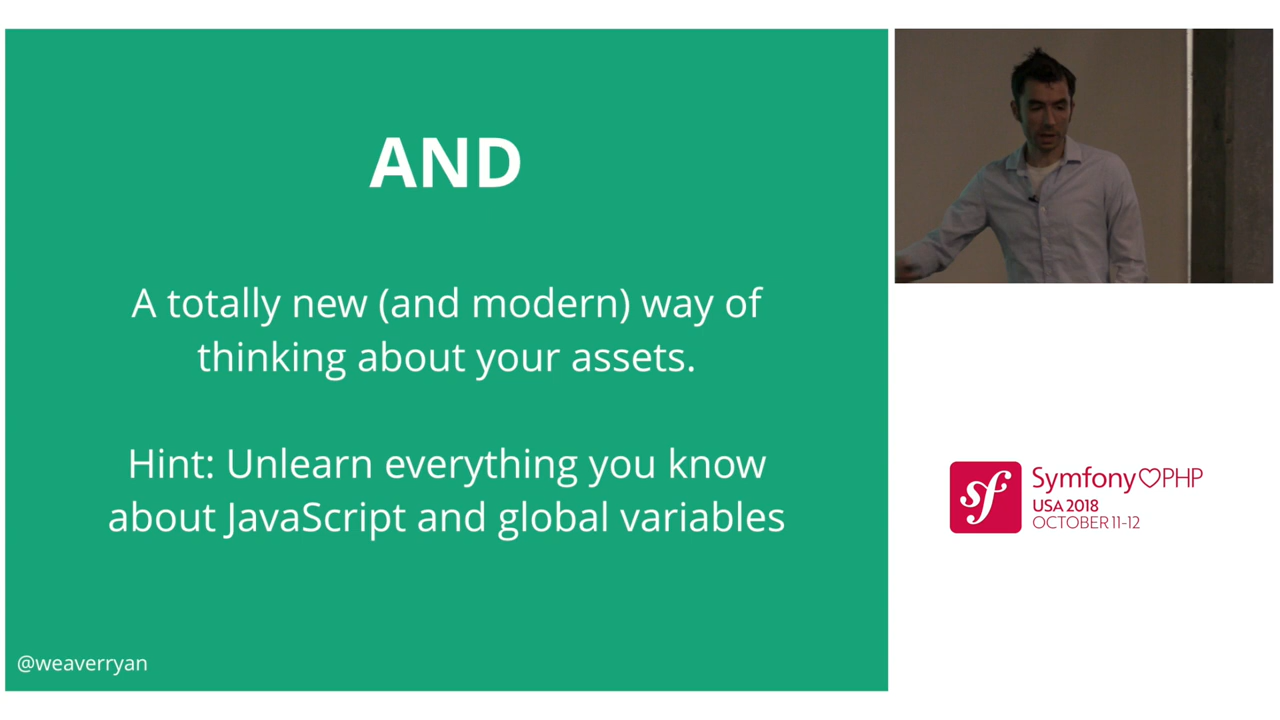 AND
A totally new (and modern) way of
thinking about your assets.
Hint: Unlearn everything you know
about JavaScript and global variables
@weaverryan
sf Symfony♡PHP
USA 2018
OCTOBER 11-12